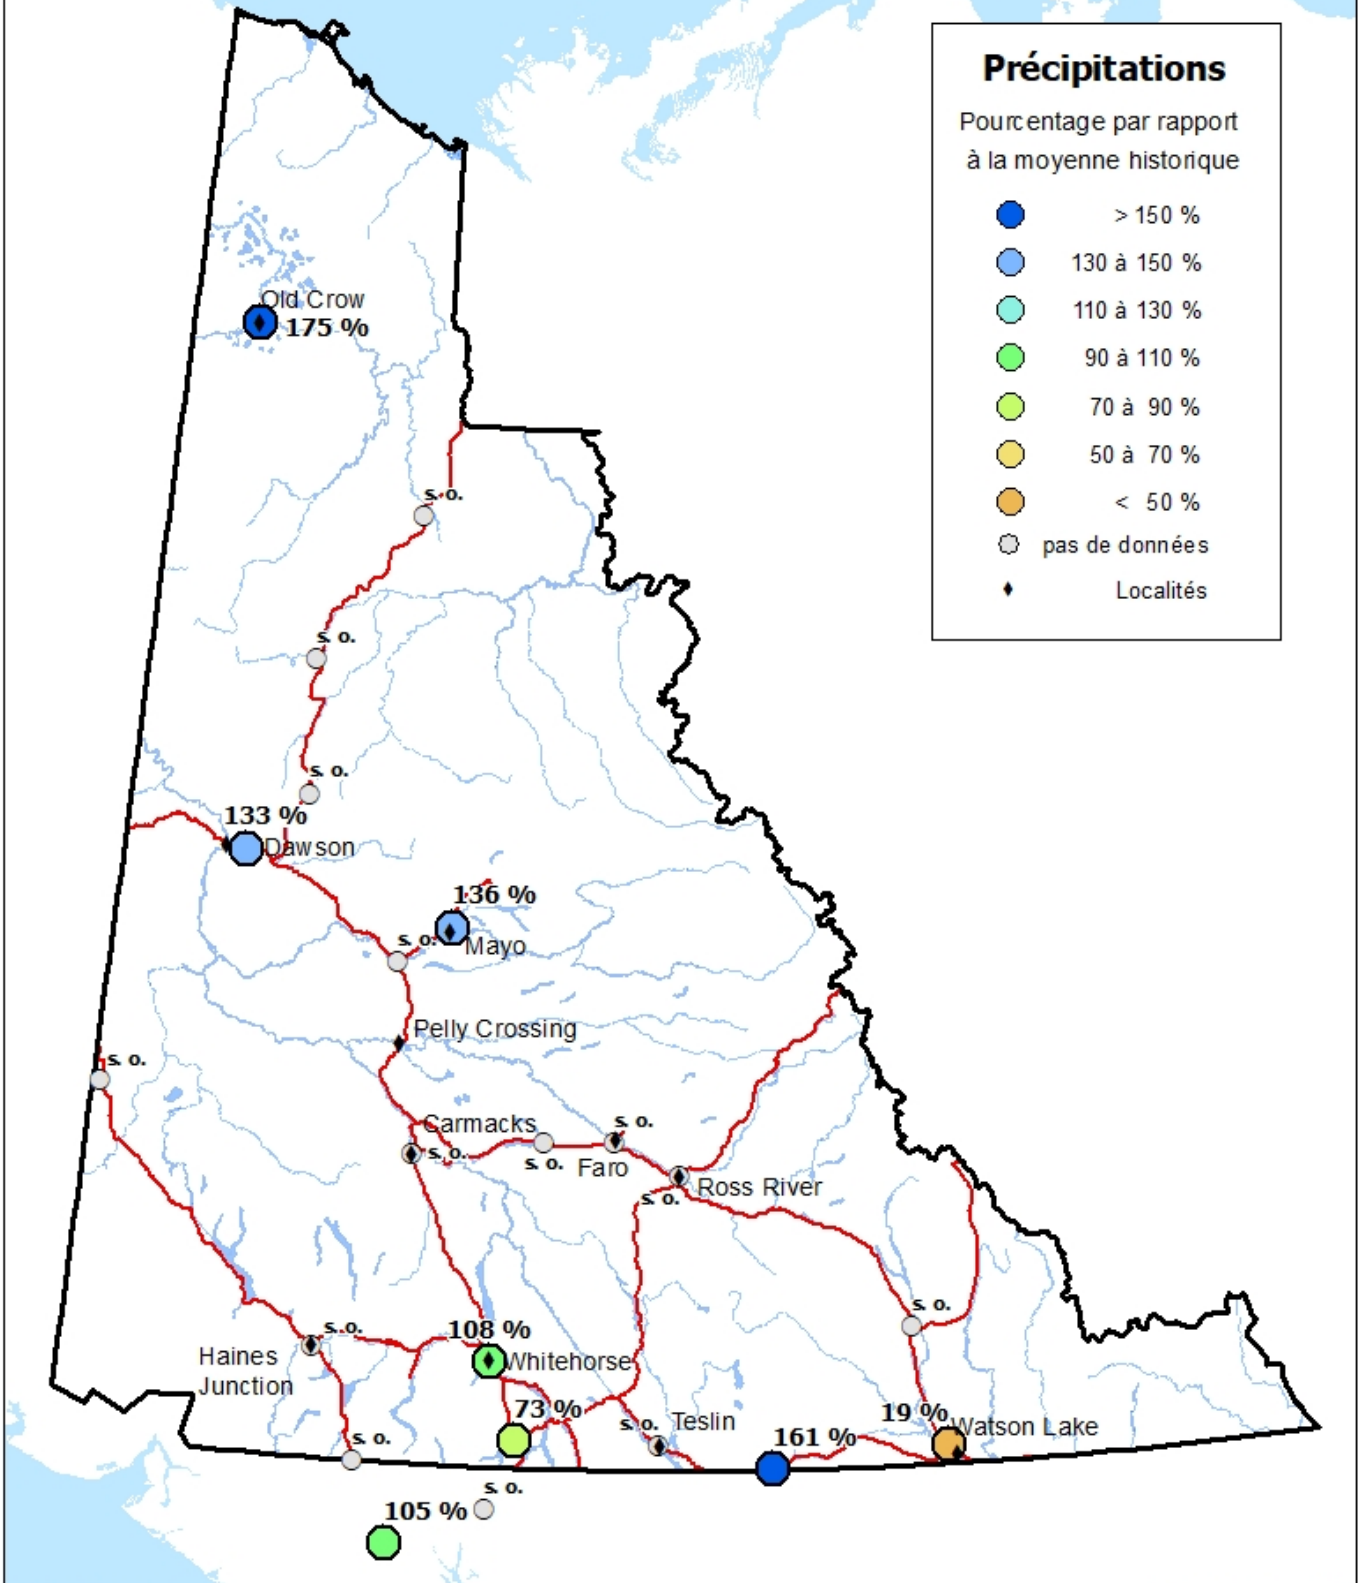 Précipitations
Pourcentage par rapport
à la moyenne historique
> 150 %
130 à 150 %
110 à 130 %
90 à 110 %
70 à 90 %
50 à 70 %
< 50 %
pas de données
Localités
Old Crow
175 %
s. o.
s. o.
s. o.
133 %
Dawson
136 %
s. o.
Mayo
Pelly Crossing
s. o.
Carmacks
s. o.
s. o.
s. o.
Faro
Ross River
s. o.
s. o.
s. o.
108 %
Haines
Junction
Whitehorse
73 %
s. o.
Teslin
161 %
19 %
Watson Lake
s. o.
s. o.
105 %